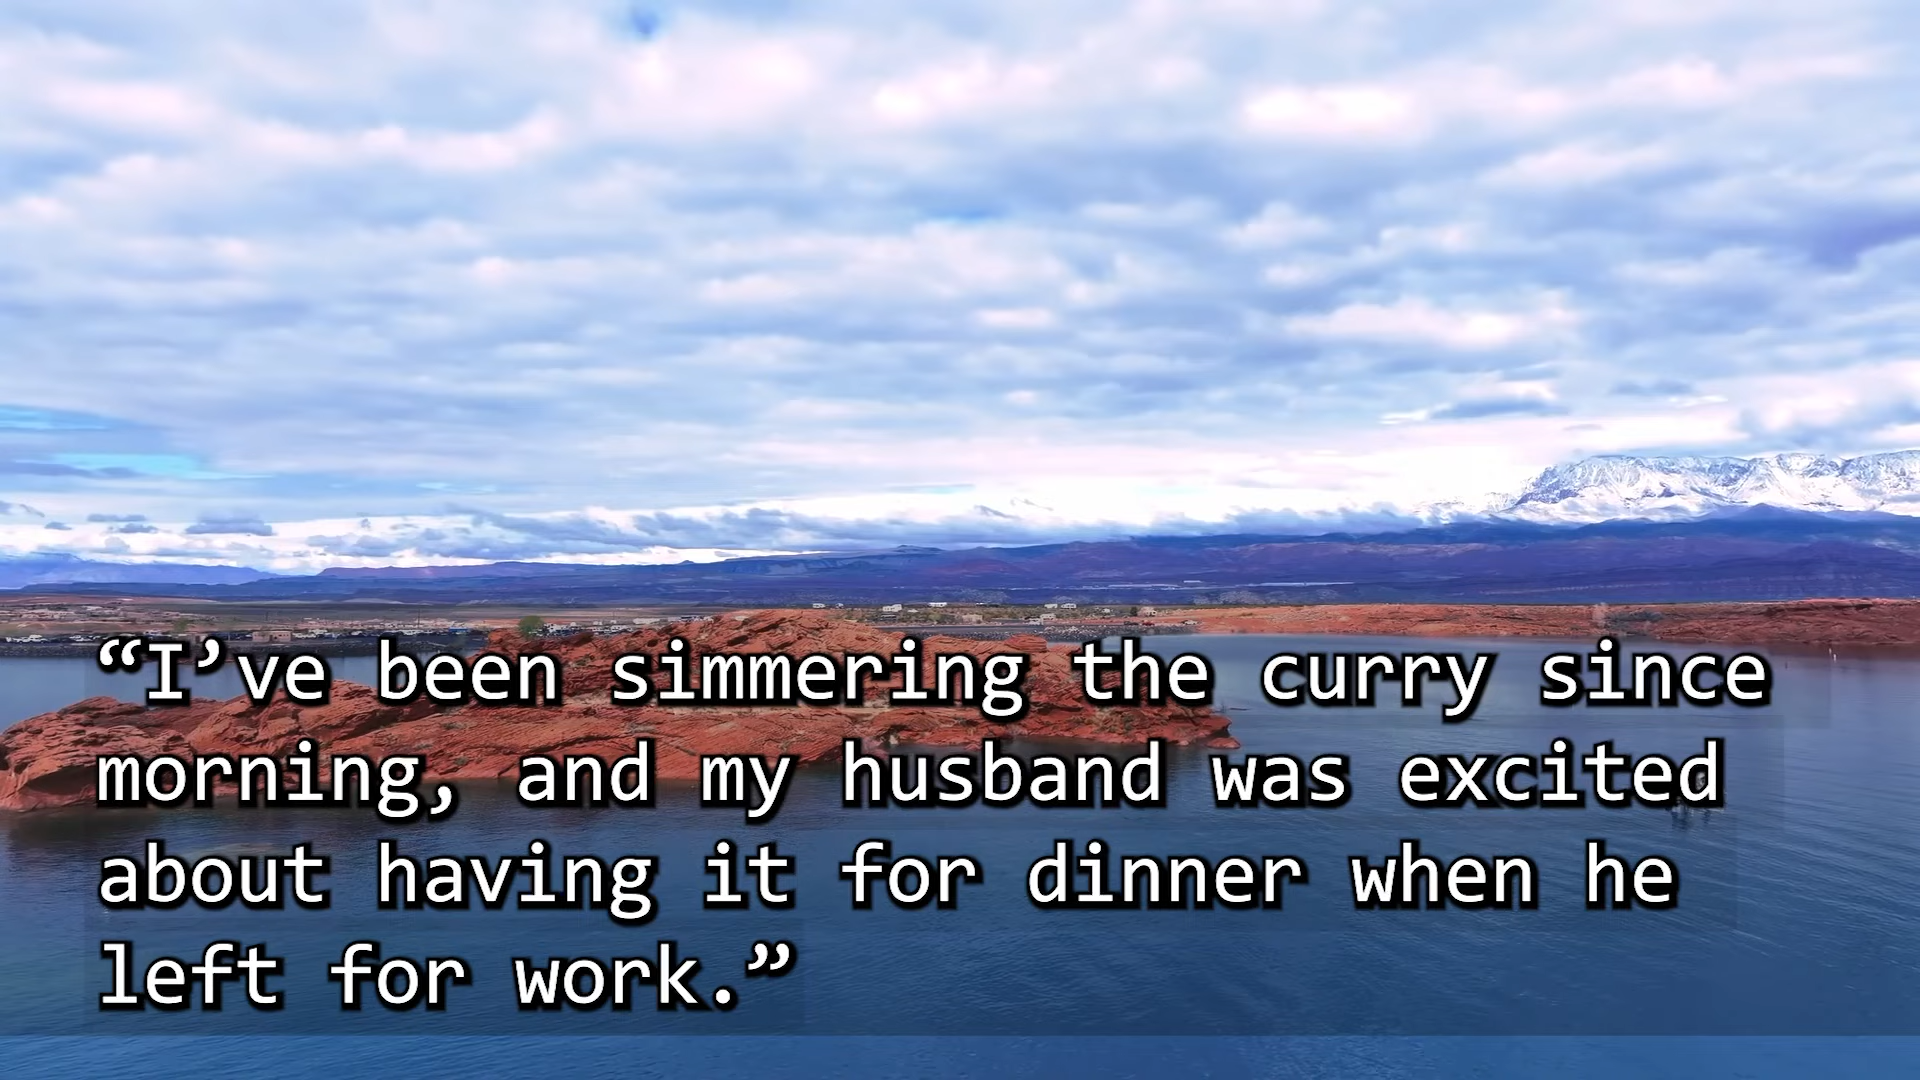 “I’ve been simmering the curry since
morning, and my husband was excited
about having it for dinner when he
left for work.”